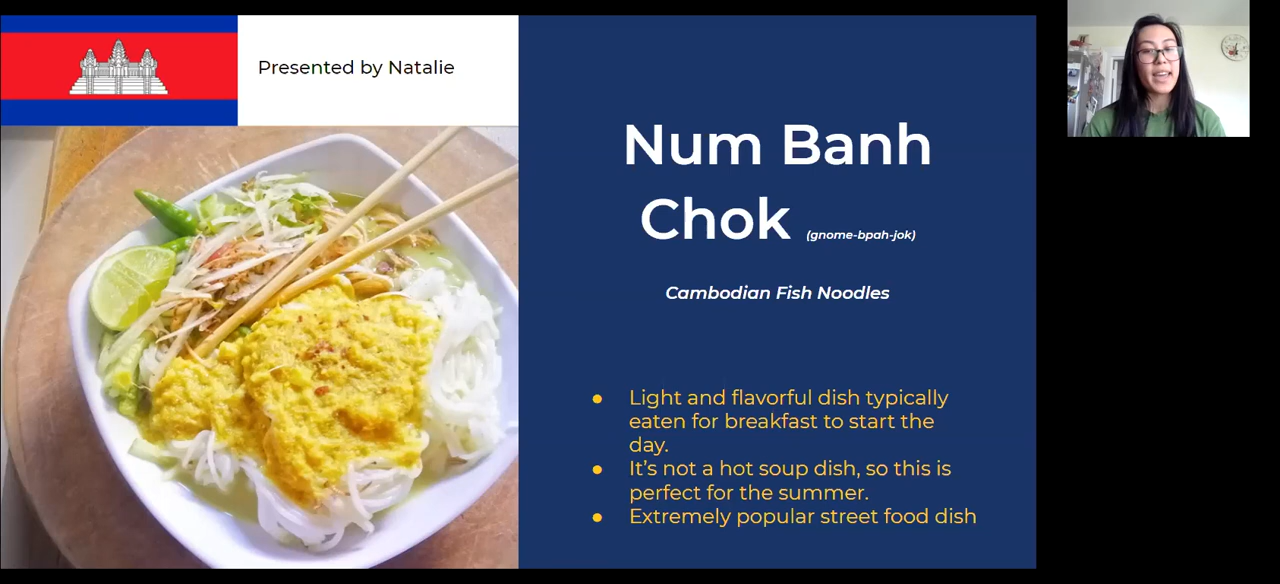 Presented by Natalie
Num Banh
Chok (gnome-bpah-jok)
Cambodian Fish Noodles
● Light and flavorful dish typically
eaten for breakfast to start the
day.
● It's not a hot soup dish, so this is
perfect for the summer.
● Extremely popular street food dish